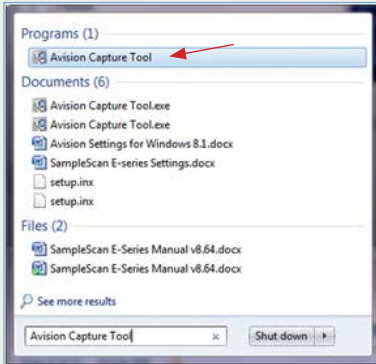 Programs (1)
Avision Capture Tool
Documents (6)
Avision Capture Tool.exe
Avision Capture Tool.exe
Avision Settings for Windows 8.1.docx
SampleScan E-series Settings.docx
setup.inx
setup.inx
Files (2)
SampleScan E-Series Manual v8.64.docx
SampleScan E-Series Manual v8.64.docx
See more results
Avision Capture Tool
Shut down